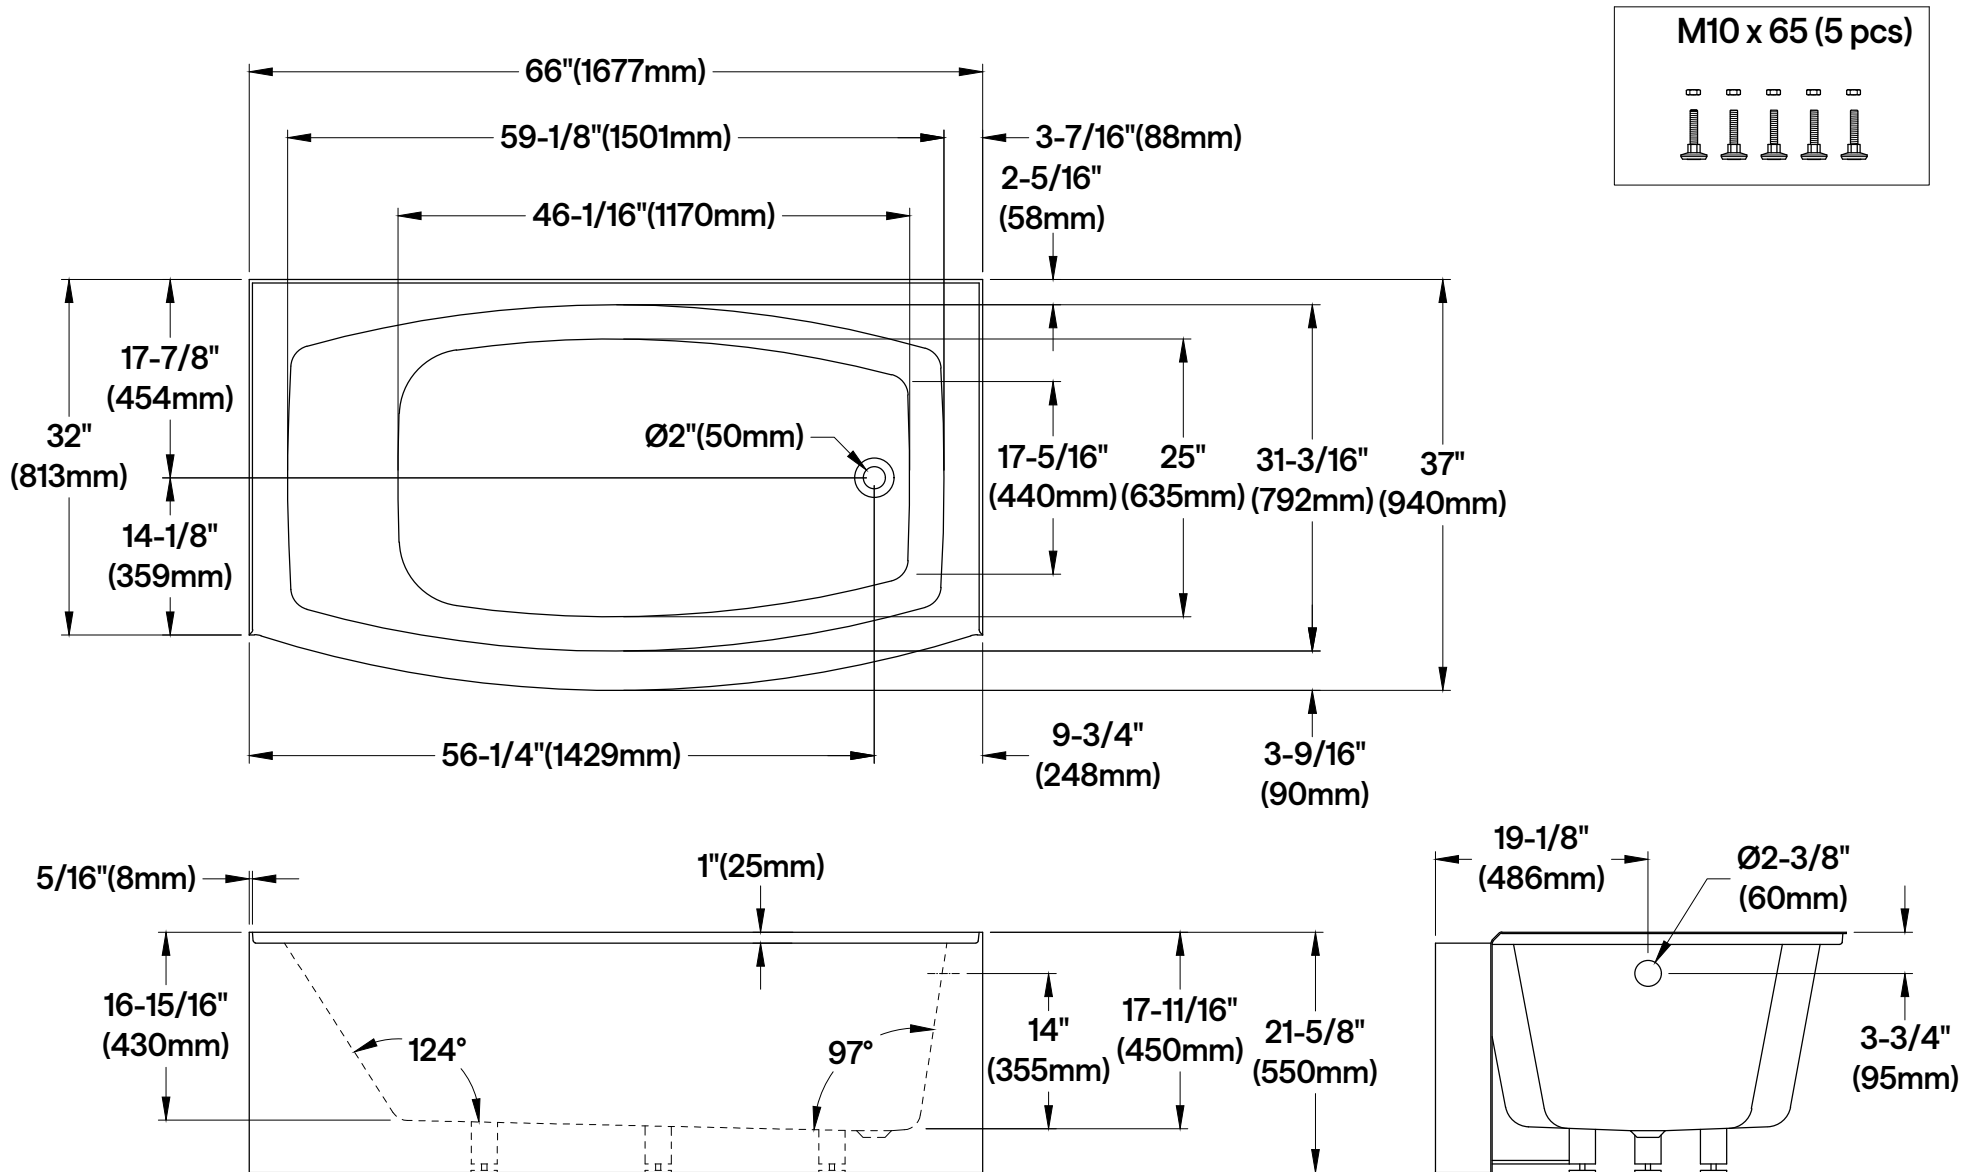 M10 x 65 (5 pcs)
66"(1677mm)
59-1/8"(1501mm)
3-7/16"(88mm)
2-5/16"
(58mm)
46-1/16"(1170mm)
17-7/8"
(454mm)
32"
(813mm)
14-1/8"
(359mm)
Ø2"(50mm)
17-5/16"
(440mm)
25"
(635mm)
31-3/16"
(792mm)
37"
(940mm)
56-1/4"(1429mm)
9-3/4"
(248mm)
3-9/16"
(90mm)
5/16"(8mm)
1"(25mm)
16-15/16"
(430mm)
124°
97°
14"
(355mm)
17-11/16"
(450mm)
21-5/8"
(550mm)
19-1/8"
(486mm)
Ø2-3/8"
(60mm)
3-3/4"
(95mm)